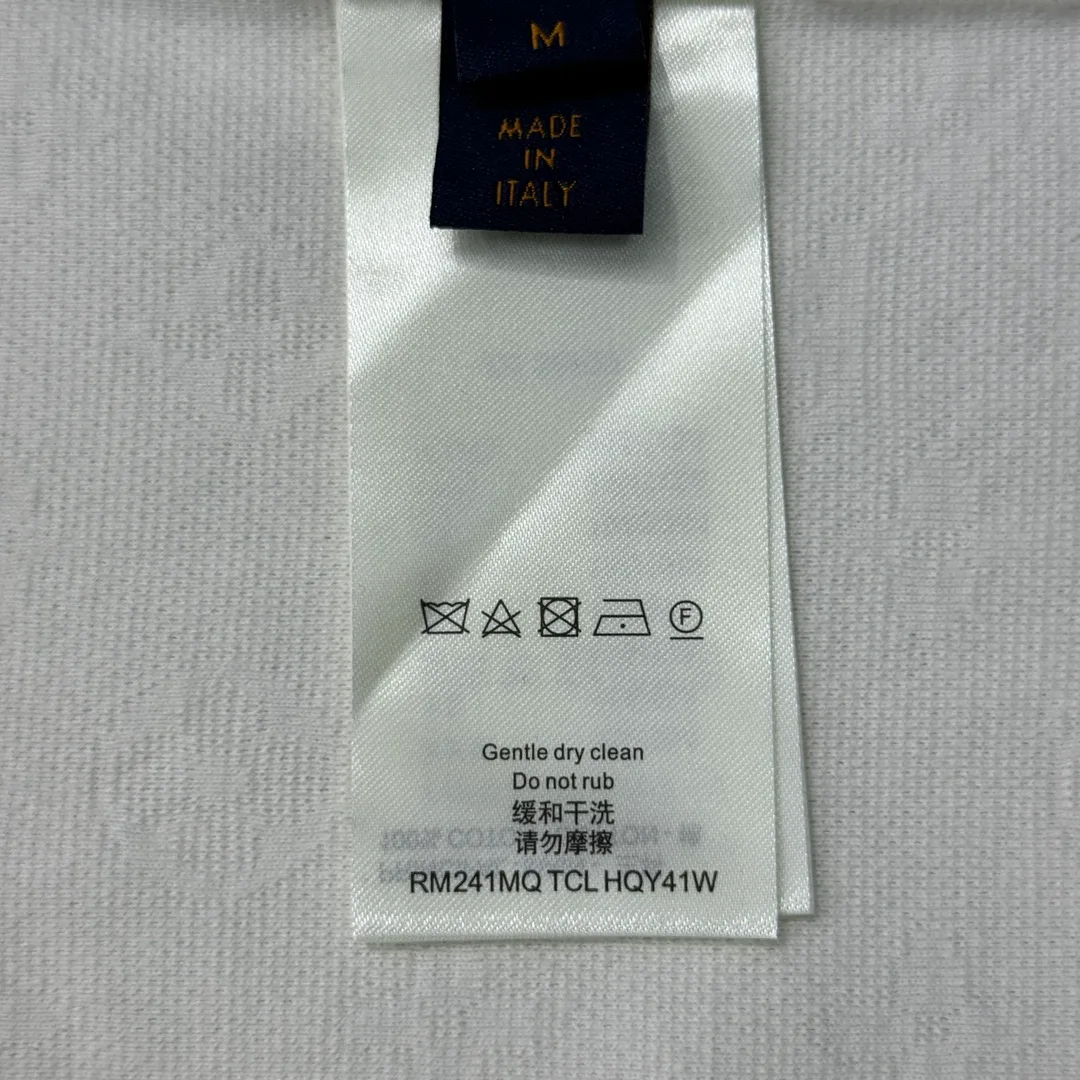 M
MADE
IN
ITALY
F
Gentle dry clean
Do not rub
缓和干洗
请勿摩擦
RM241MQ TCL HQY41W